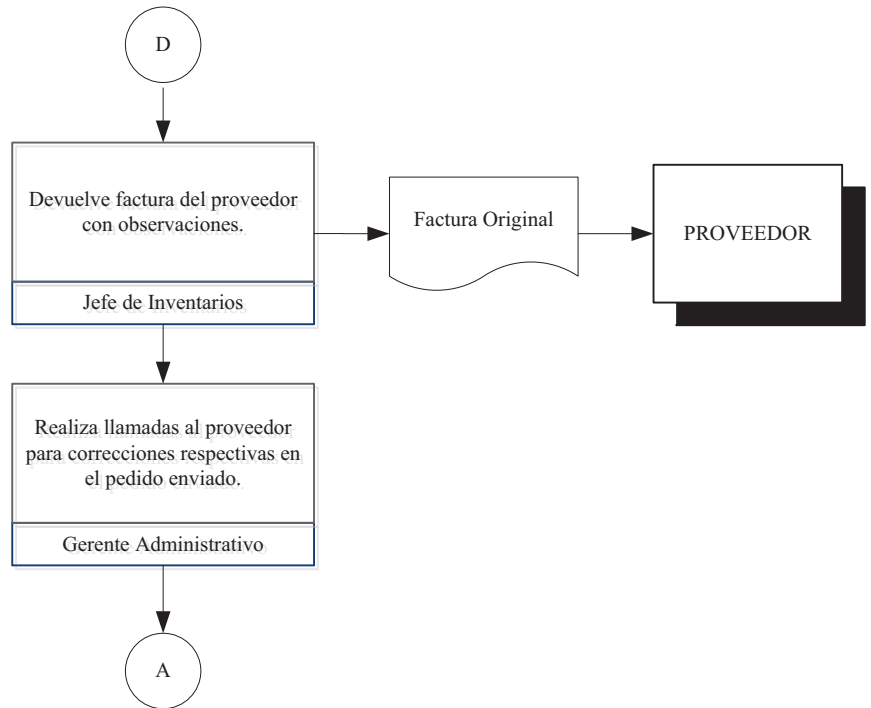 D
Devuelve factura del proveedor
con observaciones.
Jefe de Inventarios
Factura Original
PROVEEDOR
Realiza llamadas al proveedor
para correcciones respectivas en
el pedido enviado.
Gerente Administrativo
A